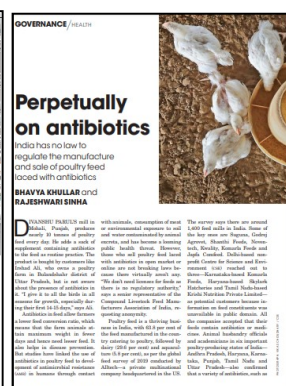 GOVERNANCE/HEALTH
Perpetually
on antibiotics
India has no law to
regulate the manufacture
and sale of poultry feed
laced with antibiotics
BHAVYA KHULLAR and
RAJESHWARI SINHA
DIVANSHU PARUL'S mill in
Mohali, Punjab, produces
nearly 10 tonnes of poultry
feed every day. He adds a sack of
supplement containing antibiotics
to the feed as routine practice. The
product is bought by customers like
Irshad Ali, who owns a poultry
farm in Bulandshahr district of
Uttar Pradesh, but is not aware
about the presence of antibiotics in
it. "I give it to all the birds in all
seasons for growth, especially dur-
ing their first 14-15 days," says Ali.
Antibiotics in feed allow farmers
a lower feed conversion ratio, which
means that the farm animals at-
tain maximum weight in fewer
days and hence need lesser feed. It
also helps in disease prevention.
But studies have linked the use of
antibiotics in poultry feed to devel-
opment of antimicrobial resistance
(AMR) in humans through contact
with animals, consumption of meat
or environmental exposure to soil
and water contaminated by animal
excreta, and has become a looming
public health threat. However,
those who sell poultry feed laced
with antibiotics in open market or
online are not breaking laws be-
cause there virtually aren't any.
"We don't need licences for feeds as
there is no regulatory authority,"
says a senior representative of the
Compound Livestock Feed Manu-
facturers Association of India, re-
questing anonymity.
Poultry feed is a thriving busi-
ness in India, with 63.8 per cent of
the feed manufactured in the coun-
try catering to poultry, followed by
dairy (29.6 per cent) and aquacul-
ture (5.8 per cent), as per the global
feed survey of 2019 conducted by
Alltech—a private multinational
company headquartered in the US.
The survey says there are around
1,400 feed mills in India. Some of
the key ones are Suguna, Godrej
Agrovet, Shanthi Feeds, Noveltech, Kwality, Komarla Feeds and
Japfa Comfeed. Delhi-based non-
profit Centre for Science and Envi-
ronment (CSE) reached out to
three—Karnataka-based Komarla
Feeds, Haryana-based Skylark
Hatcheries and Tamil Nadu-based
Krishi Nutrition Private Limited—
as potential customers because in-
formation on feed constituents was
unavailable in public domain. All
the companies accepted that their
feeds contain antibiotics or medi-
cines. Animal husbandry officials
and academicians in six important
poultry-producing states of India—
Andhra Pradesh, Haryana, Karna-
taka, Punjab, Tamil Nadu and
Uttar Pradesh—also confirmed that
a variety of antibiotics, such as